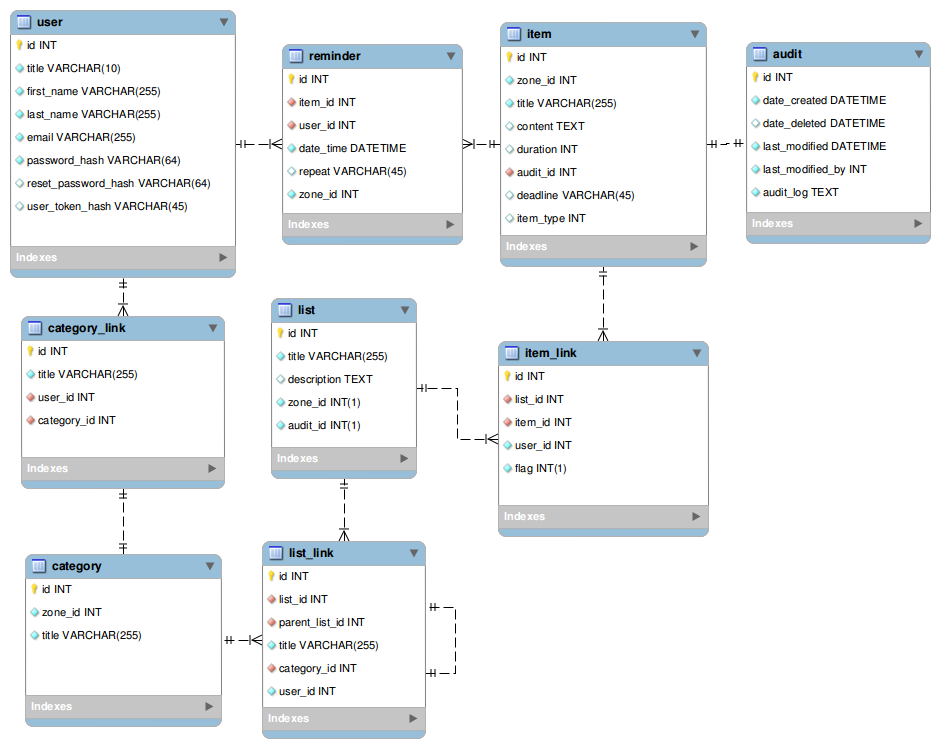 user
id INT
title VARCHAR(10)
first_name VARCHAR(255)
last_name VARCHAR(255)
email VARCHAR(255)
password_hash VARCHAR(64)
reset_password_hash VARCHAR(64)
user_token_hash VARCHAR(45)
Indexes
reminder
id INT
item_id INT
user_id INT
date_time DATETIME
repeat VARCHAR(45)
zone_id INT
Indexes
item
id INT
zone_id INT
title VARCHAR(255)
content TEXT
duration INT
audit_id INT
deadline VARCHAR(45)
item_type INT
Indexes
audit
id INT
date_created DATETIME
date_deleted DATETIME
last_modified DATETIME
last_modified_by INT
audit_log TEXT
Indexes
category_link
id INT
title VARCHAR(255)
user_id INT
category_id INT
Indexes
list
id INT
title VARCHAR(255)
description TEXT
zone_id INT(1)
audit_id INT(1)
Indexes
item_link
id INT
list_id INT
item_id INT
user_id INT
flag INT(1)
Indexes
category
id INT
zone_id INT
title VARCHAR(255)
Indexes
list_link
id INT
list_id INT
parent_list_id INT
title VARCHAR(255)
category_id INT
user_id INT
Indexes